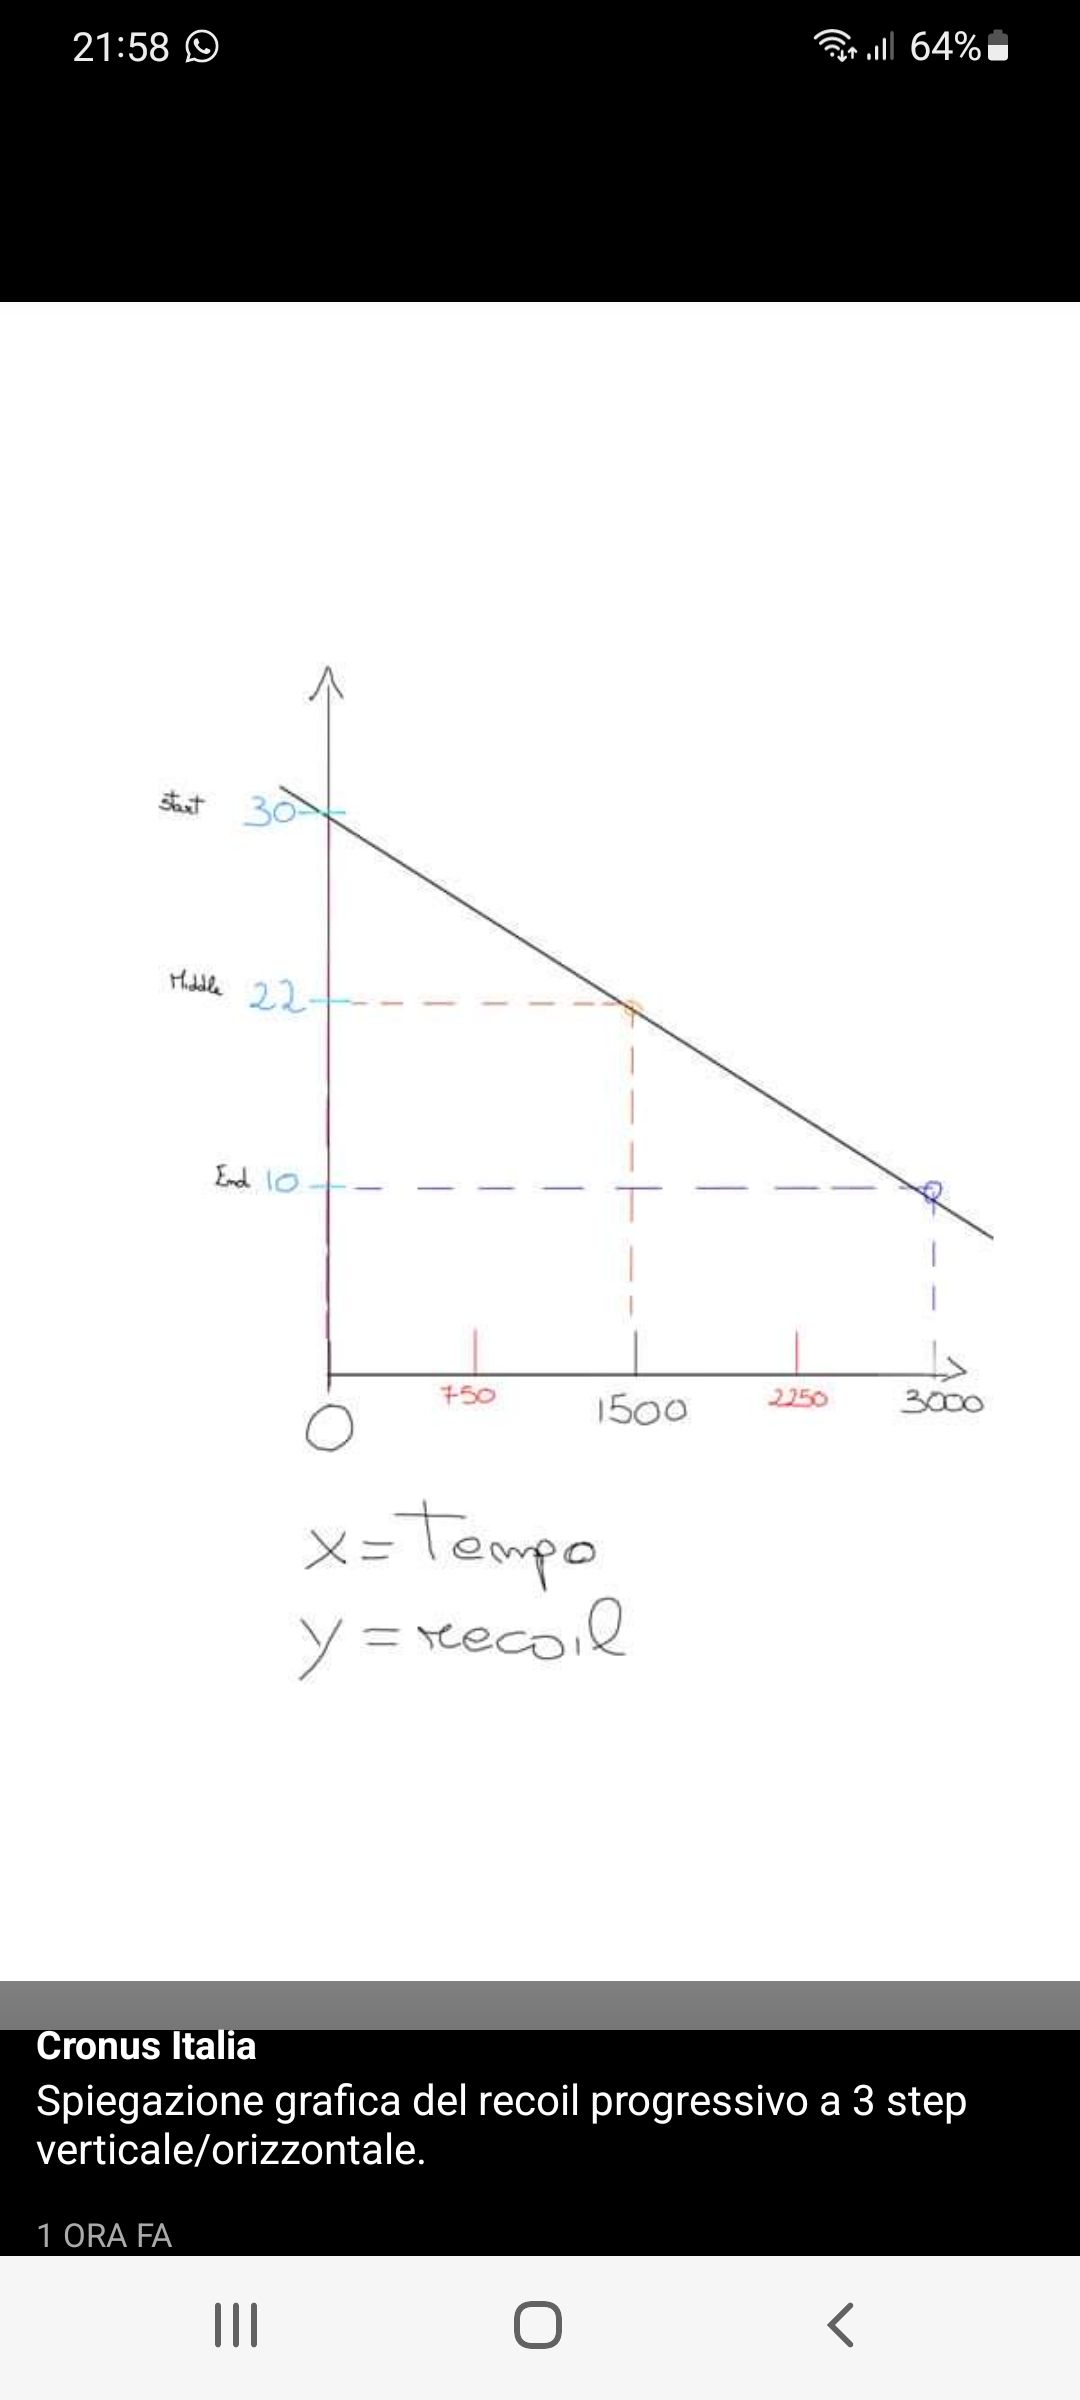 21:58 64%
Start 30
Middle 22
End 10
750 1500 2250 3000
0
x=Tempo
y=recoil
Cronus Italia
Spiegazione grafica del recoil progressivo a 3 step
verticale/orizzontale.
1 ORA FA